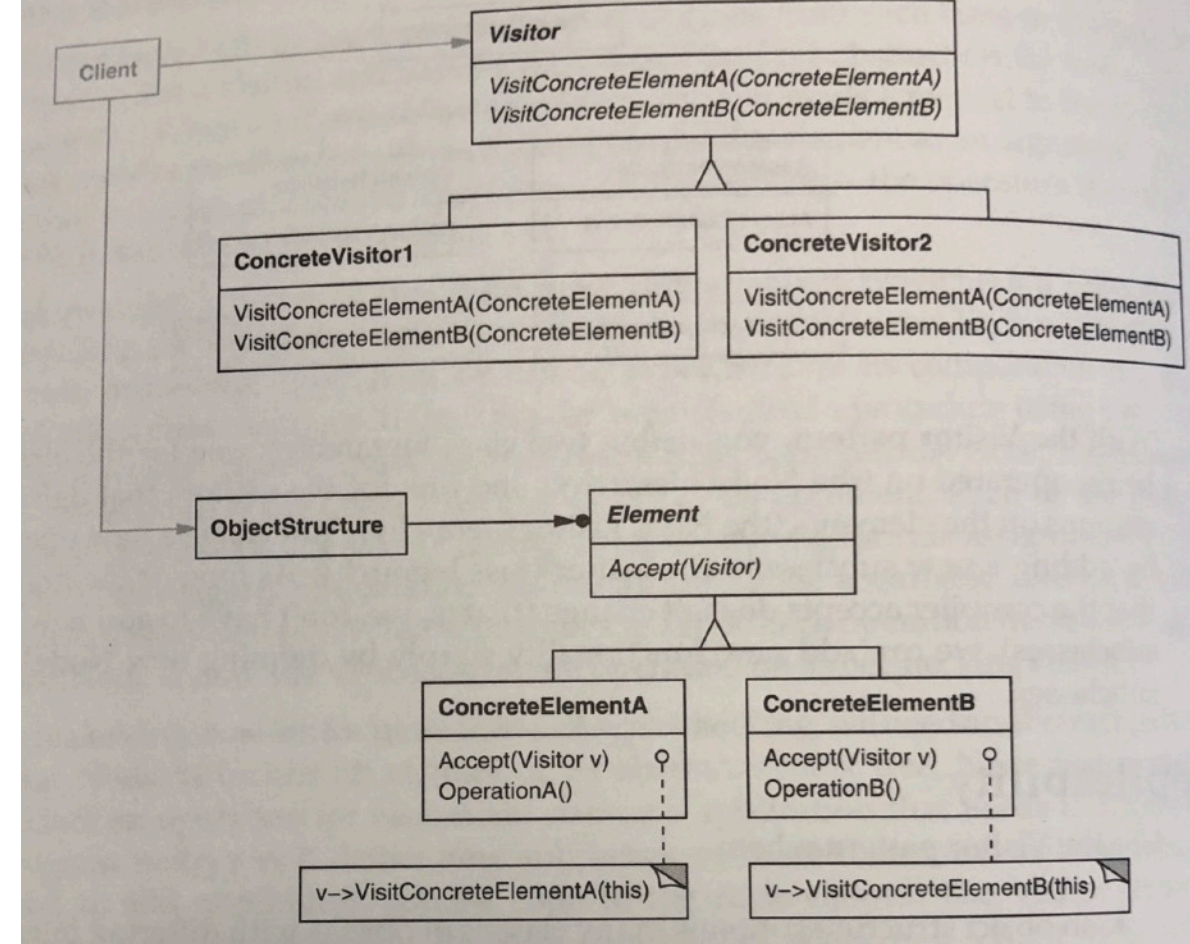 Client
Visitor
VisitConcreteElementA(ConcreteElementA)
VisitConcreteElementB(ConcreteElementB)
ConcreteVisitor1
VisitConcreteElementA(ConcreteElementA)
VisitConcreteElementB(ConcreteElementB)
ConcreteVisitor2
VisitConcreteElementA(ConcreteElementA)
VisitConcreteElementB(ConcreteElementB)
ObjectStructure
Element
Accept(Visitor)
ConcreteElementA
Accept(Visitor v)
OperationA()
ConcreteElementB
Accept(Visitor v)
OperationB()
v–>VisitConcreteElementA(this)
v–>VisitConcreteElementB(this)